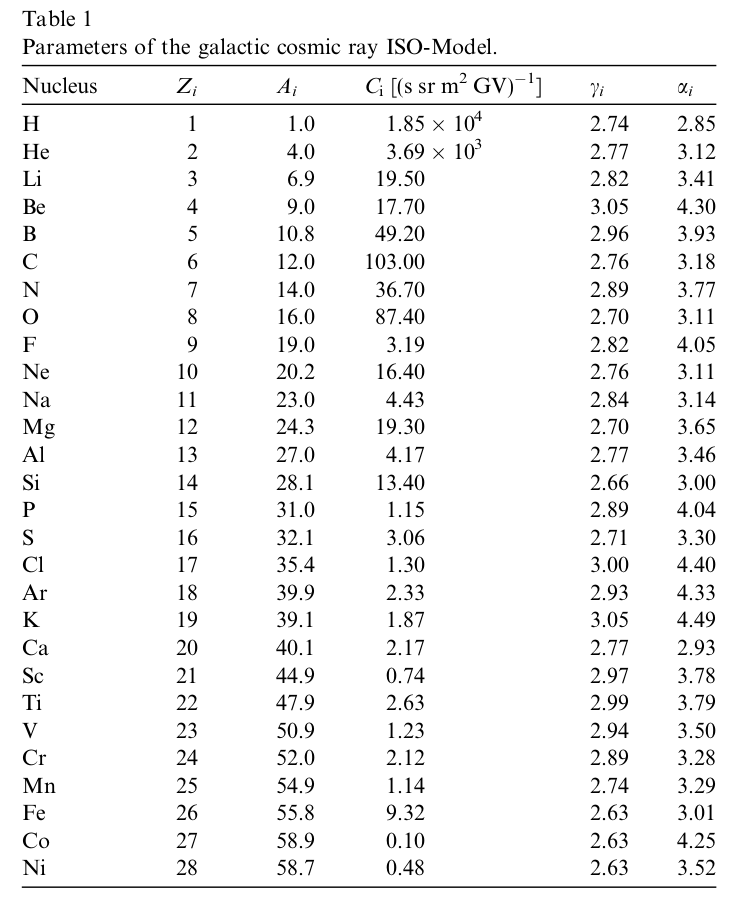 Table 1
Parameters of the galactic cosmic ray ISO-Model.
Nucleus Zᵢ Aᵢ Cᵢ [(s sr m² GV)⁻¹] γᵢ αᵢ
H 1 1.0 1.85 × 10⁴ 2.74 2.85
He 2 4.0 3.69 × 10³ 2.77 3.12
Li 3 6.9 19.50 2.82 3.41
Be 4 9.0 17.70 3.05 4.30
B 5 10.8 49.20 2.96 3.93
C 6 12.0 103.00 2.76 3.18
N 7 14.0 36.70 2.89 3.77
O 8 16.0 87.40 2.70 3.11
F 9 19.0 3.19 2.82 4.05
Ne 10 20.2 16.40 2.76 3.11
Na 11 23.0 4.43 2.84 3.14
Mg 12 24.3 19.30 2.70 3.65
Al 13 27.0 4.17 2.77 3.46
Si 14 28.1 13.40 2.66 3.00
P 15 31.0 1.15 2.89 4.04
S 16 32.1 3.06 2.71 3.30
Cl 17 35.4 1.30 3.00 4.40
Ar 18 39.9 2.33 2.93 4.33
K 19 39.1 1.87 3.05 4.49
Ca 20 40.1 2.17 2.77 2.93
Sc 21 44.9 0.74 2.97 3.78
Ti 22 47.9 2.63 2.99 3.79
V 23 50.9 1.23 2.94 3.50
Cr 24 52.0 2.12 2.89 3.28
Mn 25 54.9 1.14 2.74 3.29
Fe 26 55.8 9.32 2.63 3.01
Co 27 58.9 0.10 2.63 4.25
Ni 28 58.7 0.48 2.63 3.52